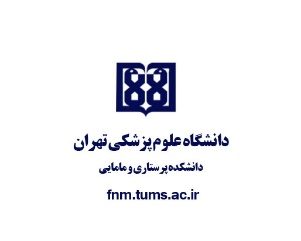 دانشگاه علوم پزشکی تهران
دانشکده پرستاری و مامایی
fnm.tums.ac.ir